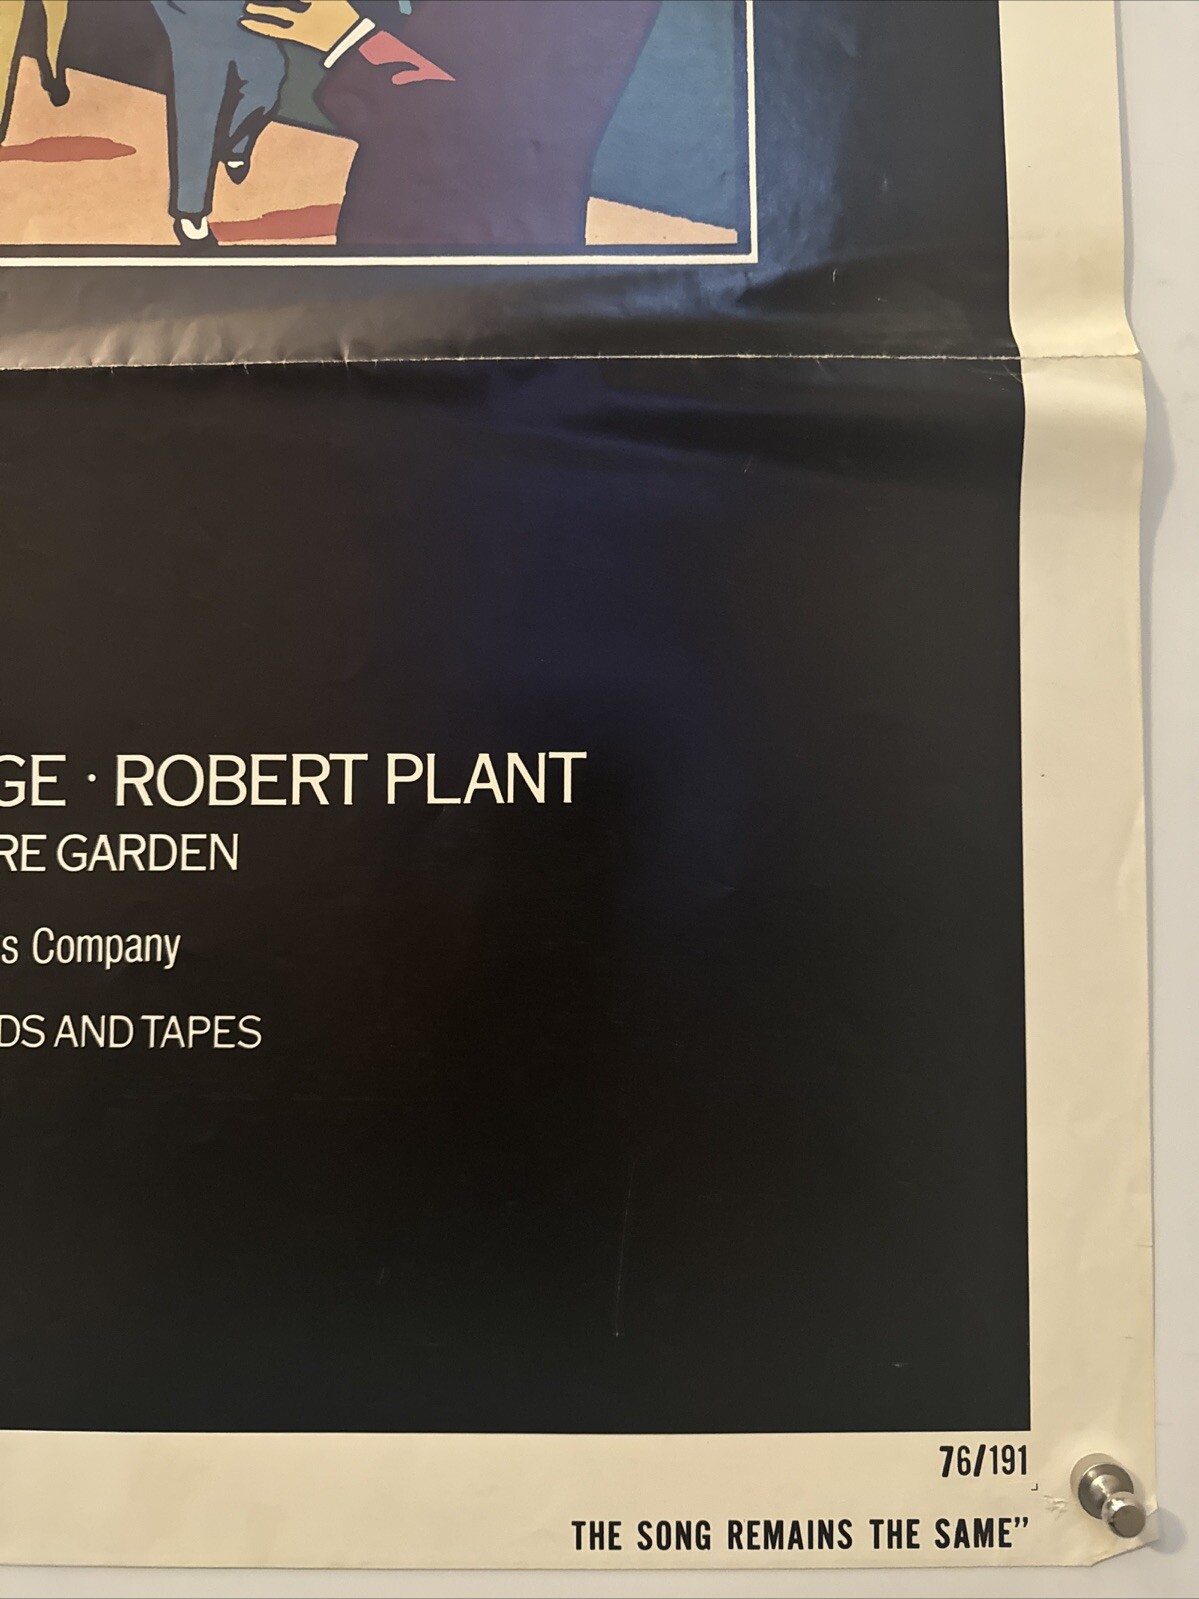 GE · ROBERT PLANT
RE GARDEN
s Company
DS AND TAPES
76/191
THE SONG REMAINS THE SAME”